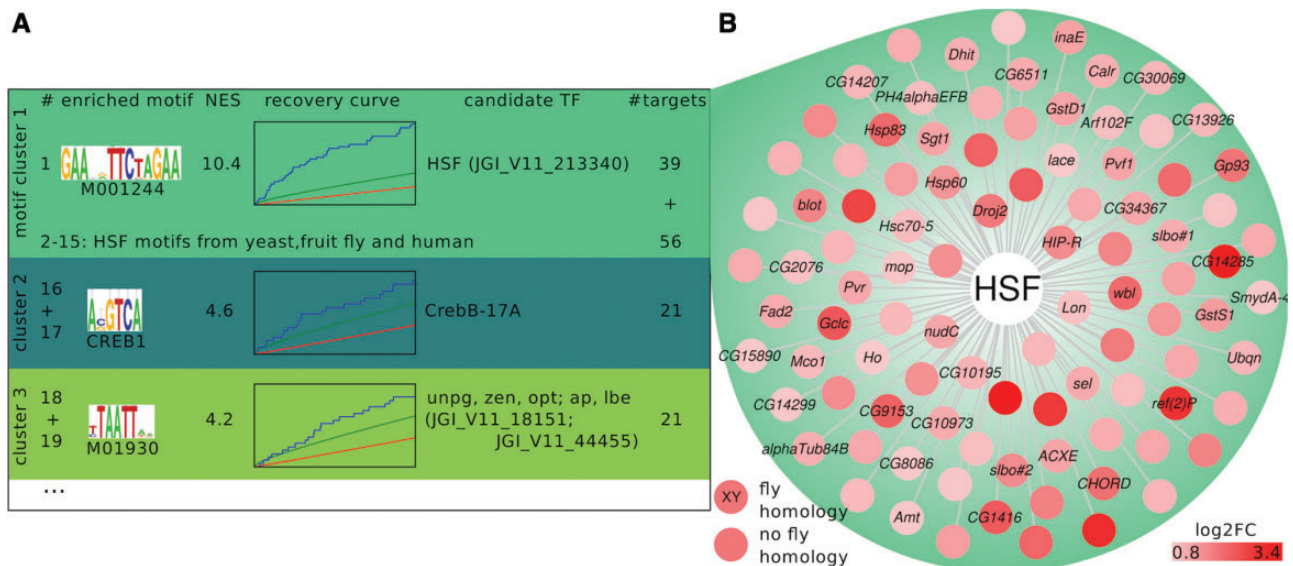 A
# enriched motif NES recovery curve candidate TF #targets
motif cluster 1
1 GAA TTCTAGAA 10.4 HSF (JGI_V11_213340) 39
M001244
+
2-15: HSF motifs from yeast,fruit fly and human 56
cluster 2
16
+
17
CREB1
4.6 CrebB-17A 21
cluster 3
18
+
19
TAATT
M01930
4.2
unpg, zen, opt; ap, lbe
(JGI_V11_18151;
JGI_V11_44455)
21
...
B
inaE
Dhit
CG6511
Calr
CG30069
CG14207
PH4alphaEFB
GstD1
Arf102F
CG13926
Hsp83
Sgt1
lace
Pvf1
Gp93
Hsp60
blot
Droj2
CG34367
Hsc70-5
HIP-R
slbo#1
CG14285
CG2076
mop
HSF
Pvr
wbl
SmydA-4
Fad2
Lon
GstS1
Gclc
nudC
CG15890
Mco1
Ho
Ubqn
CG10195
sel
CG14299
CG9153
ref(2)P
CG10973
alphaTub84B
CG8086
slbo#2
ACXE
CHORD
Amt
CG1416
XY fly
homology
no fly
homology
log2FC
0.8 3.4